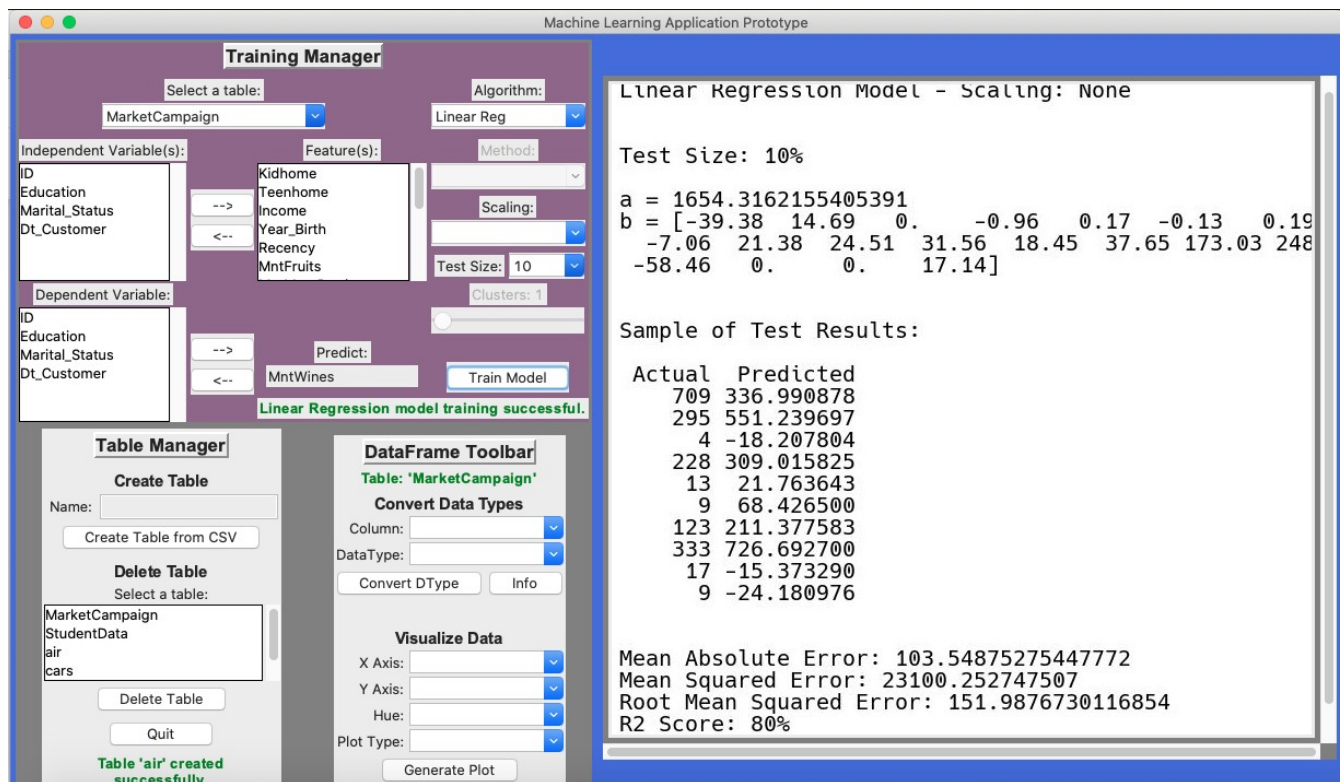 Machine Learning Application Prototype
Training Manager
Select a table:
Algorithm:
MarketCampaign
Linear Reg
Independent Variable(s):
Feature(s):
Method:
ID
Education
Marital_Status
Dt_Customer
-->
<--
Kidhome
Teenhome
Income
Year_Birth
Recency
MntFruits
Scaling:
Test Size: 10
Clusters: 1
Dependent Variable:
ID
Education
Marital_Status
Dt_Customer
-->
<--
Predict:
MntWines
Train Model
Linear Regression model training successful.
Table Manager
Create Table
Name:
Create Table from CSV
Delete Table
Select a table:
MarketCampaign
StudentData
air
cars
Delete Table
Quit
Table 'air' created
successfully
DataFrame Toolbar
Table: 'MarketCampaign'
Convert Data Types
Column:
DataType:
Convert DType
Info
Visualize Data
X Axis:
Y Axis:
Hue:
Plot Type:
Generate Plot
Linear Regression Model - Scaling: None
Test Size: 10%
a = 1654.3162155405391
b = [-39.38 14.69 0. -0.96 0.17 -0.13 0.19
-7.06 21.38 24.51 31.56 18.45 37.65 173.03 248
-58.46 0. 0. 17.14]
Sample of Test Results:
Actual Predicted
709 336.990878
295 551.239697
4 -18.207804
228 309.015825
13 21.763643
9 68.426500
123 211.377583
333 726.692700
17 -15.373290
9 -24.180976
Mean Absolute Error: 103.54875275447772
Mean Squared Error: 23100.252747507
Root Mean Squared Error: 151.9876730116854
R2 Score: 80%